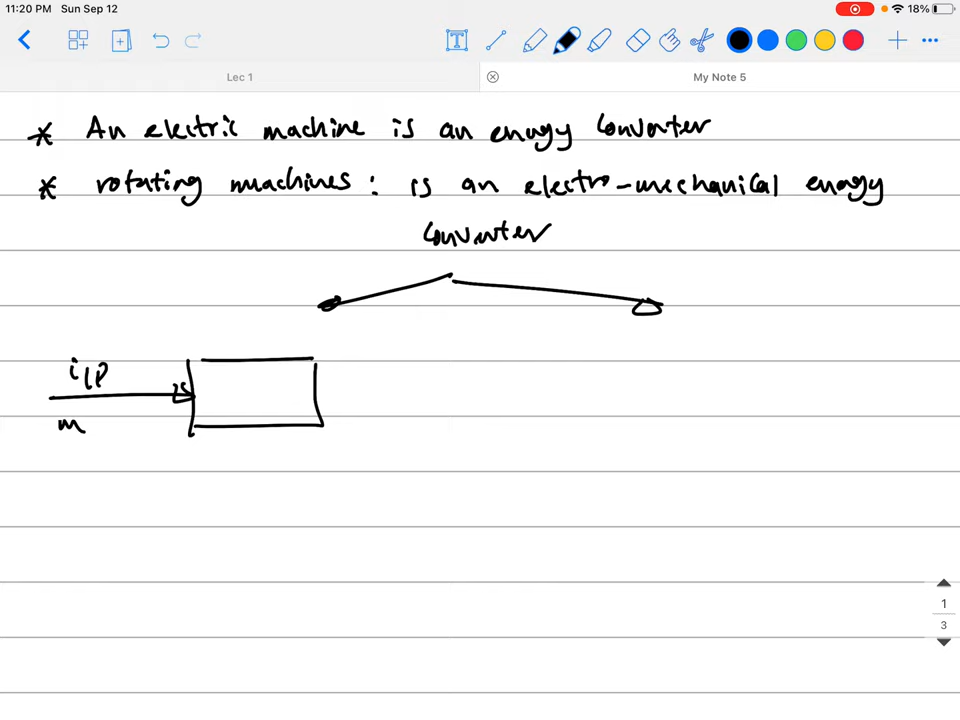 11:20 PM Sun Sep 12
18%
Lec 1
My Note 5
* An electric machine is an energy converter
* rotating machines : is an electro-mechanical energy
converter
i/p
m
1
3